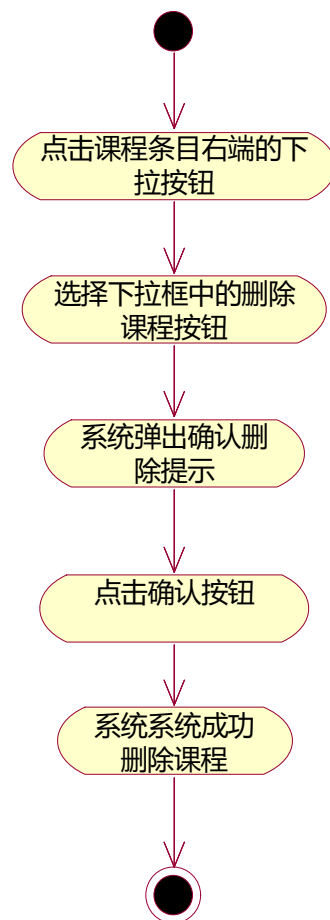 点击课程条目右端的下
拉按钮
选择下拉框中的删除
课程按钮
系统弹出确认删
除提示
点击确认按钮
系统系统成功
删除课程